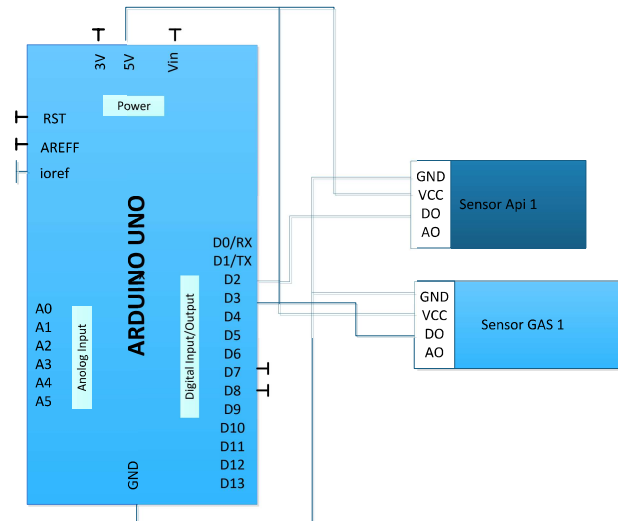 3V
5V
Vin
Power
RST
AREFF
ioref
ARDUINO UNO
D0/RX
D1/TX
D2
D3
D4
D5
D6
D7
D8
D9
D10
D11
D12
D13
Digital Input/Output
A0
A1
A2
A3
A4
A5
Anolog Input
GND
GND
VCC
DO
AO
Sensor Api 1
GND
VCC
DO
AO
Sensor GAS 1